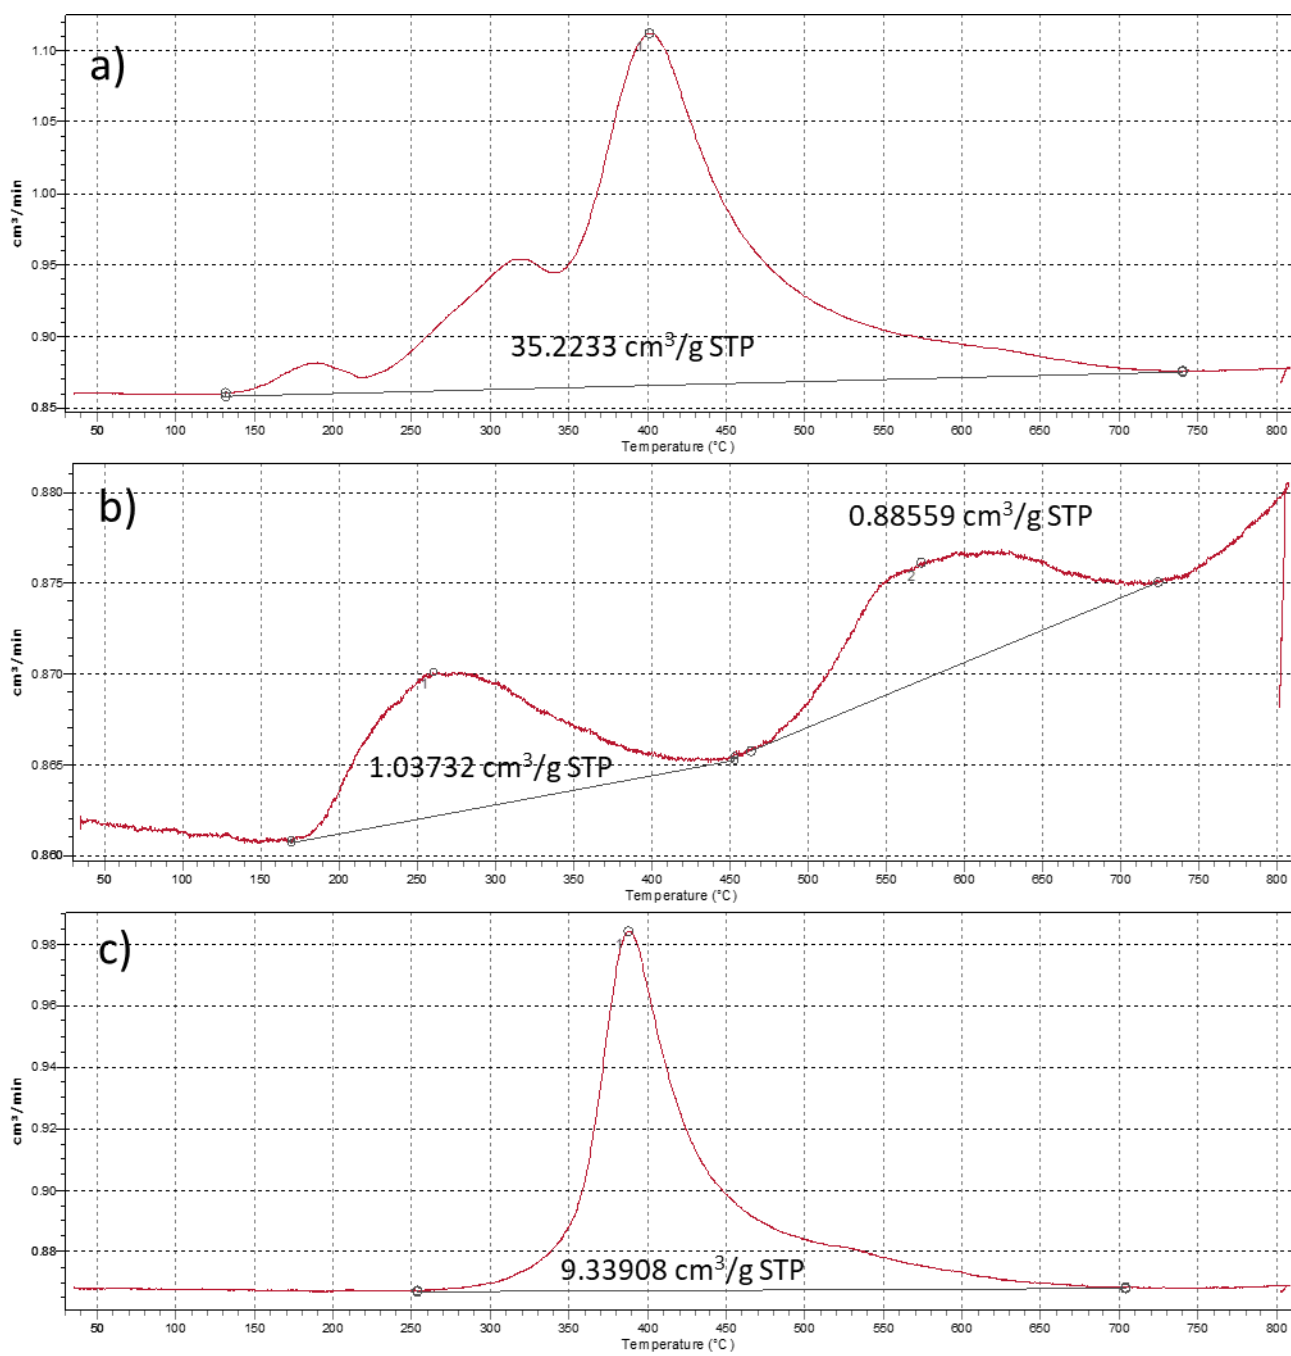 a)
cm³/min
1.10
1.05
1.00
0.95
0.90
0.85
1
35.2233 cm³/g STP
50 100 150 200 250 300 350 400 450 500 550 600 650 700 750 800
Temperature (°C)
b)
cm³/min
0.880
0.875
0.870
0.865
0.860
1
2
0.88559 cm³/g STP
1.03732 cm³/g STP
50 100 150 200 250 300 350 400 450 500 550 600 650 700 750 800
Temperature (°C)
c)
cm³/min
0.98
0.96
0.94
0.92
0.90
0.88
1
9.33908 cm³/g STP
50 100 150 200 250 300 350 400 450 500 550 600 650 700 750 800
Temperature (°C)